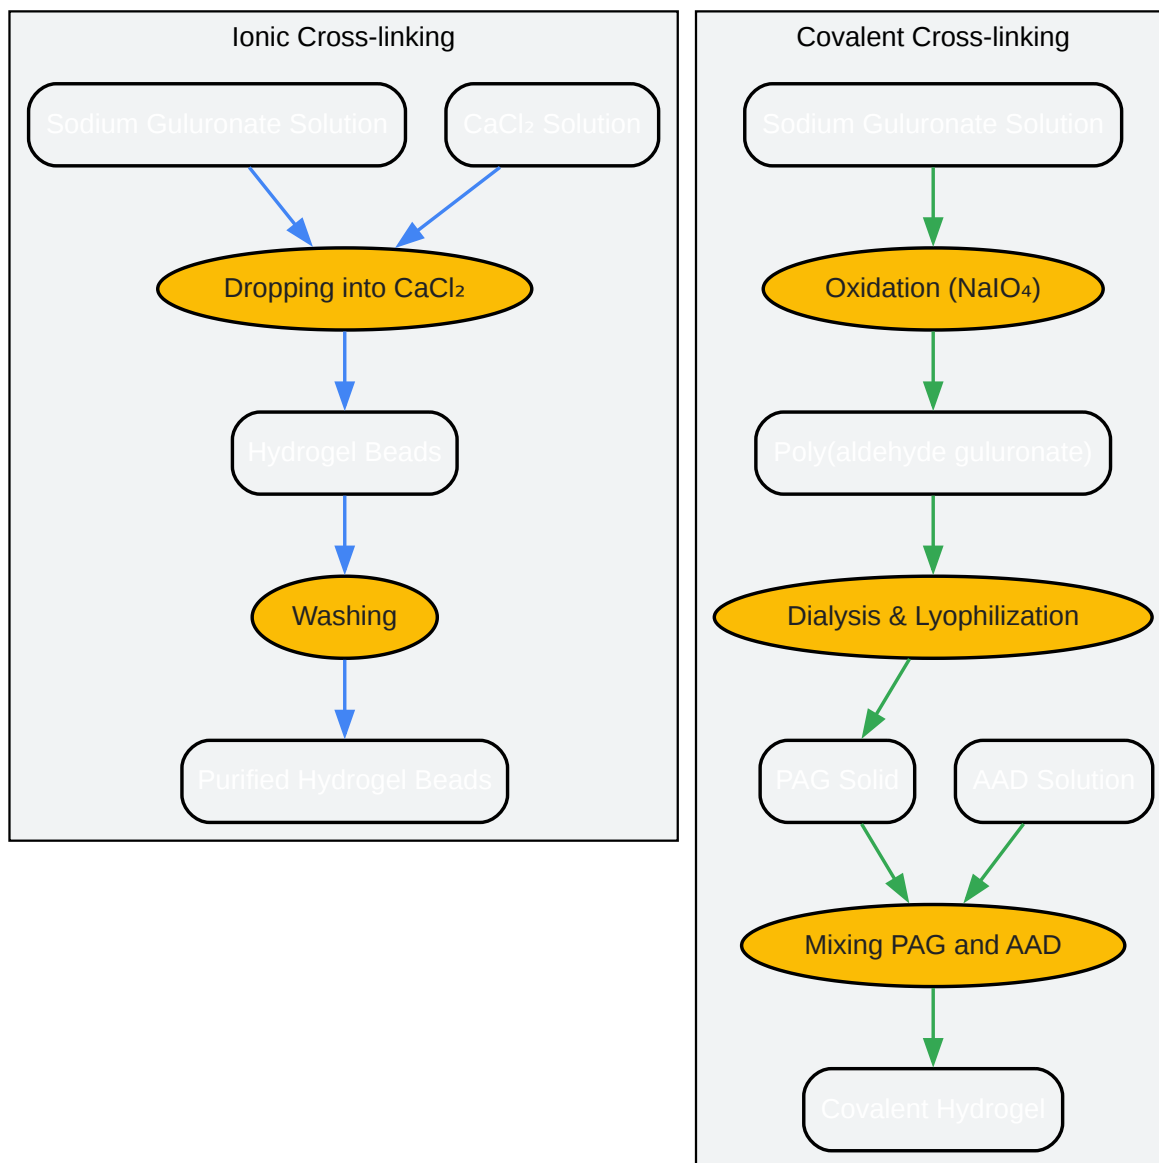 Ionic Cross-linking
Sodium Guluronate Solution
CaCl₂ Solution
Dropping into CaCl₂
Hydrogel Beads
Washing
Purified Hydrogel Beads
Covalent Cross-linking
Sodium Guluronate Solution
Oxidation (NaIO₄)
Poly(aldehyde guluronate)
Dialysis & Lyophilization
PAG Solid
AAD Solution
Mixing PAG and AAD
Covalent Hydrogel